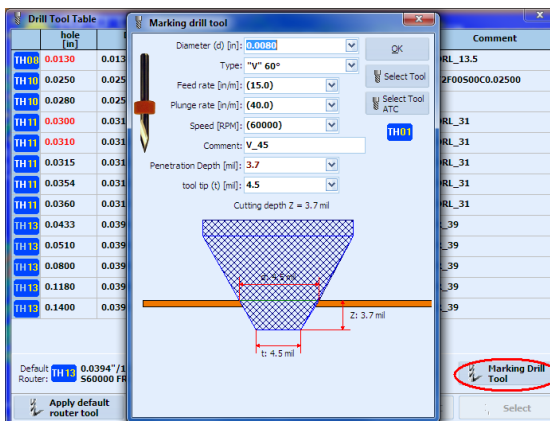 Drill Tool Table
Marking drill tool
hole
[in]
Comment
TH08 0.0130 0.013
RL_13.5
TH10 0.0250 0.025
2F00S00C0.02500
TH10 0.0280 0.025
TH11 0.0300 0.031
RL_31
TH11 0.0310 0.031
RL_31
TH11 0.0315 0.031
RL_31
TH11 0.0354 0.031
RL_31
TH11 0.0360 0.031
RL_31
TH13 0.0433 0.039
_39
TH13 0.0510 0.039
_39
TH13 0.0800 0.039
_39
TH13 0.1180 0.039
_39
TH13 0.1400 0.039
_39
Diameter (d) [in]: 0.0080
Type: "V" 60°
Feed rate [in/m]: (15.0)
Plunge rate [in/m]: (40.0)
Speed [RPM]: (60000)
Comment: V_45
Penetration Depth [mil]: 3.7
tool tip (t) [mil]: 4.5
OK
Select Tool
Select Tool
ATC
TH01
Cutting depth Z = 3.7 mil
d: 4.5 mil
Z: 3.7 mil
t: 4.5 mil
Default
Router:
TH13
0.0394"/1
S60000 FR
Marking Drill
Tool
Apply default
router tool
Select